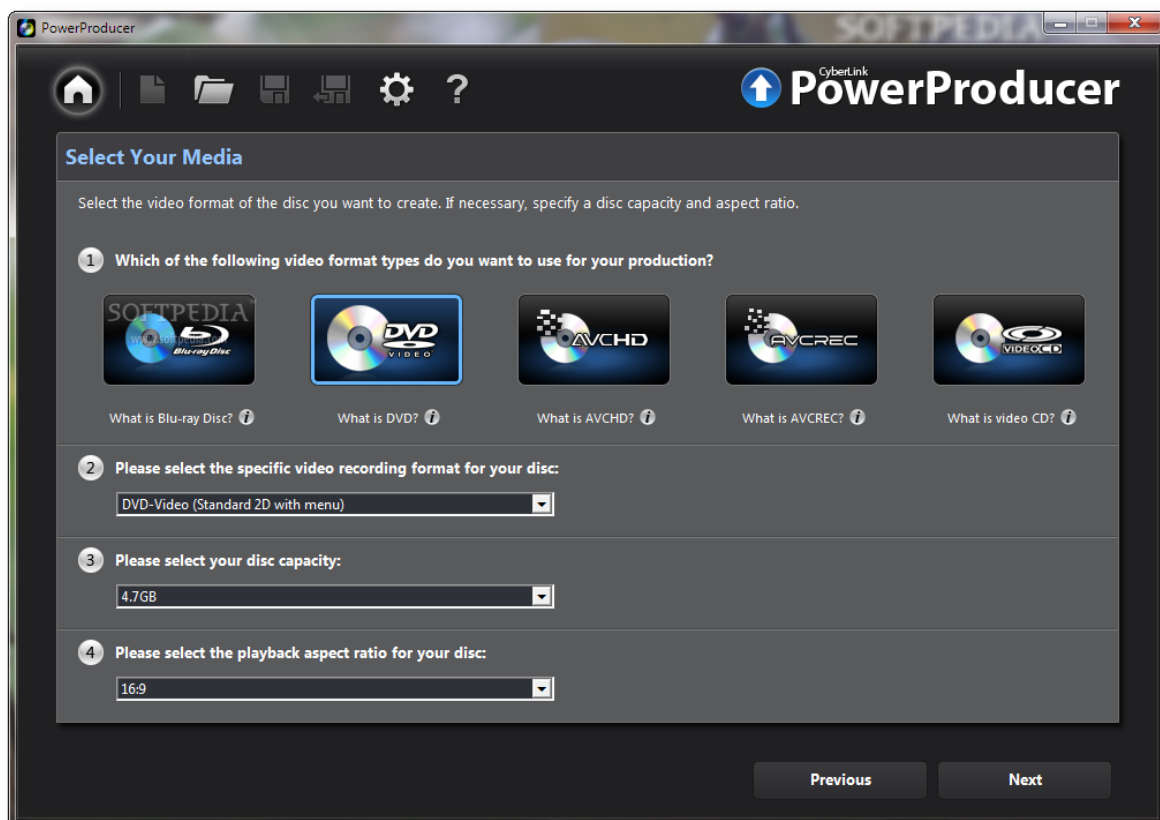 PowerProducer
SOFTPEDIA
CyberLink
PowerProducer
Select Your Media
Select the video format of the disc you want to create. If necessary, specify a disc capacity and aspect ratio.
1 Which of the following video format types do you want to use for your production?
SOFTPEDIA
www.softpedia.com
Blu-ray Disc
DVD
VIDEO
AVCHD
AVCREC
VIDEO CD
What is Blu-ray Disc? i
What is DVD? i
What is AVCHD? i
What is AVCREC? i
What is video CD? i
2 Please select the specific video recording format for your disc:
DVD-Video (Standard 2D with menu)
3 Please select your disc capacity:
4.7GB
4 Please select the playback aspect ratio for your disc:
16:9
Previous
Next